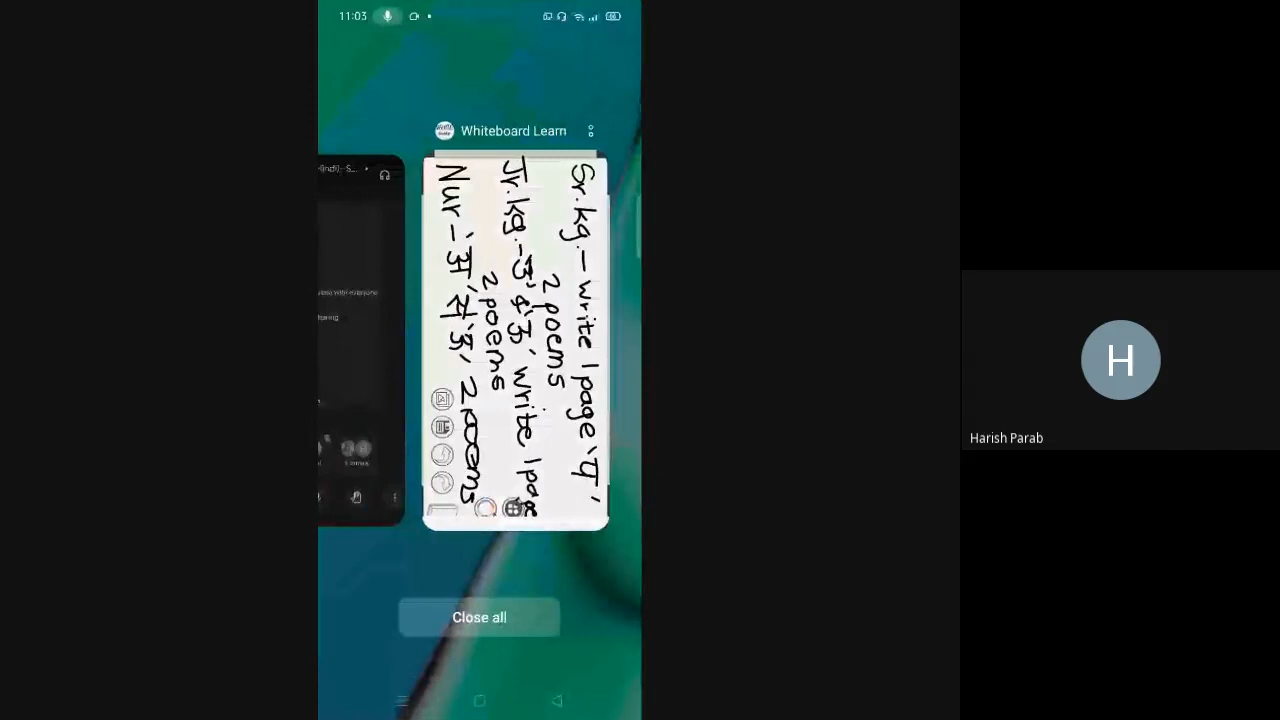 11:03
Whiteboard Learn
Sr.kg. – write 1 page 'प'
2 poems
Jr.kg. – 'उ' & 'ऊ' write 1 page
2 poems
Nur – 'अ' 2 poems
Close all
H
Harish Parab